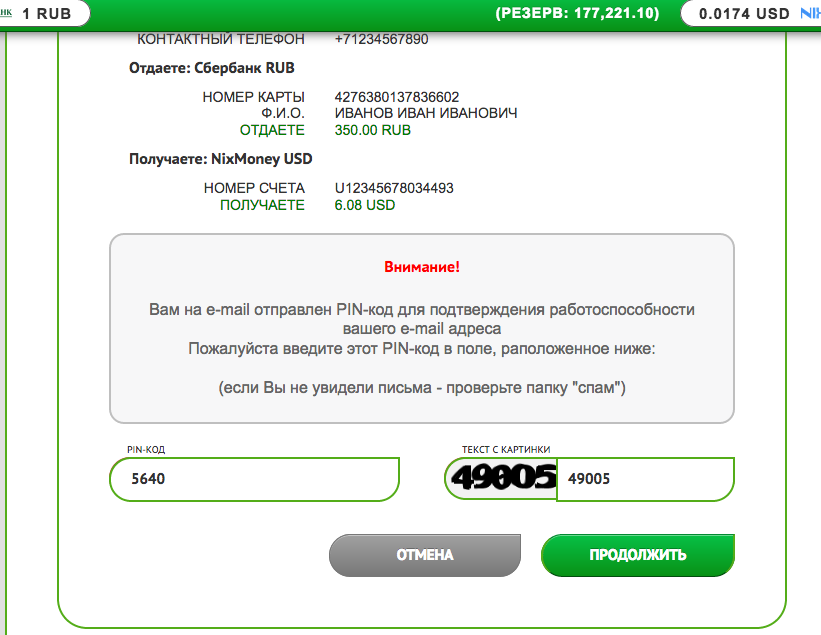 НК 1 RUB (РЕЗЕРВ: 177,221.10) 0.0174 USD
КОНТАКТНЫЙ ТЕЛЕФОН +71234567890
Отдаете: Сбербанк RUB
НОМЕР КАРТЫ 4276380137836602
Ф.И.О. ИВАНОВ ИВАН ИВАНОВИЧ
ОТДАЕТЕ 350.00 RUB
Получаете: NixMoney USD
НОМЕР СЧЕТА U12345678034493
ПОЛУЧАЕТЕ 6.08 USD
Внимание!
Вам на e-mail отправлен PIN-код для подтверждения работоспособности
вашего e-mail адреса
Пожалуйста введите этот PIN-код в поле, раположенное ниже:
(если Вы не увидели письма - проверьте папку "спам")
PIN-КОД ТЕКСТ С КАРТИНКИ
5640 49005 49005
ОТМЕНА ПРОДОЛЖИТЬ